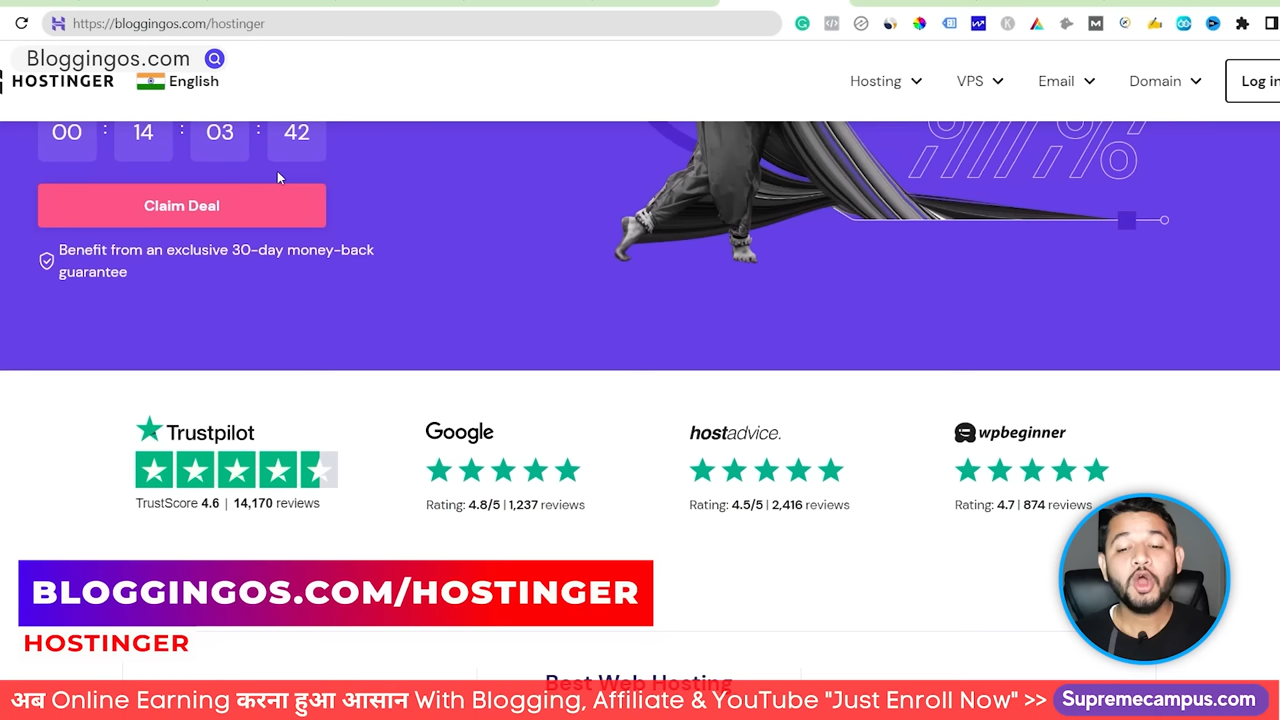 https://bloggingos.com/hostinger
Bloggingos.com
HOSTINGER English Hosting VPS Email Domain Log in
00 : 14 : 03 : 42
Claim Deal
Benefit from an exclusive 30-day money-back
guarantee
Trustpilot Google hostadvice. wpbeginner
TrustScore 4.6 | 14,170 reviews Rating: 4.8/5 | 1,237 reviews Rating: 4.5/5 | 2,416 reviews Rating: 4.7 | 874 reviews
BLOGGINGOS.COM/HOSTINGER
HOSTINGER
Best Web Hosting
अब Online Earning करना हुआ आसान With Blogging, Affiliate & YouTube "Just Enroll Now" >> Supremecampus.com